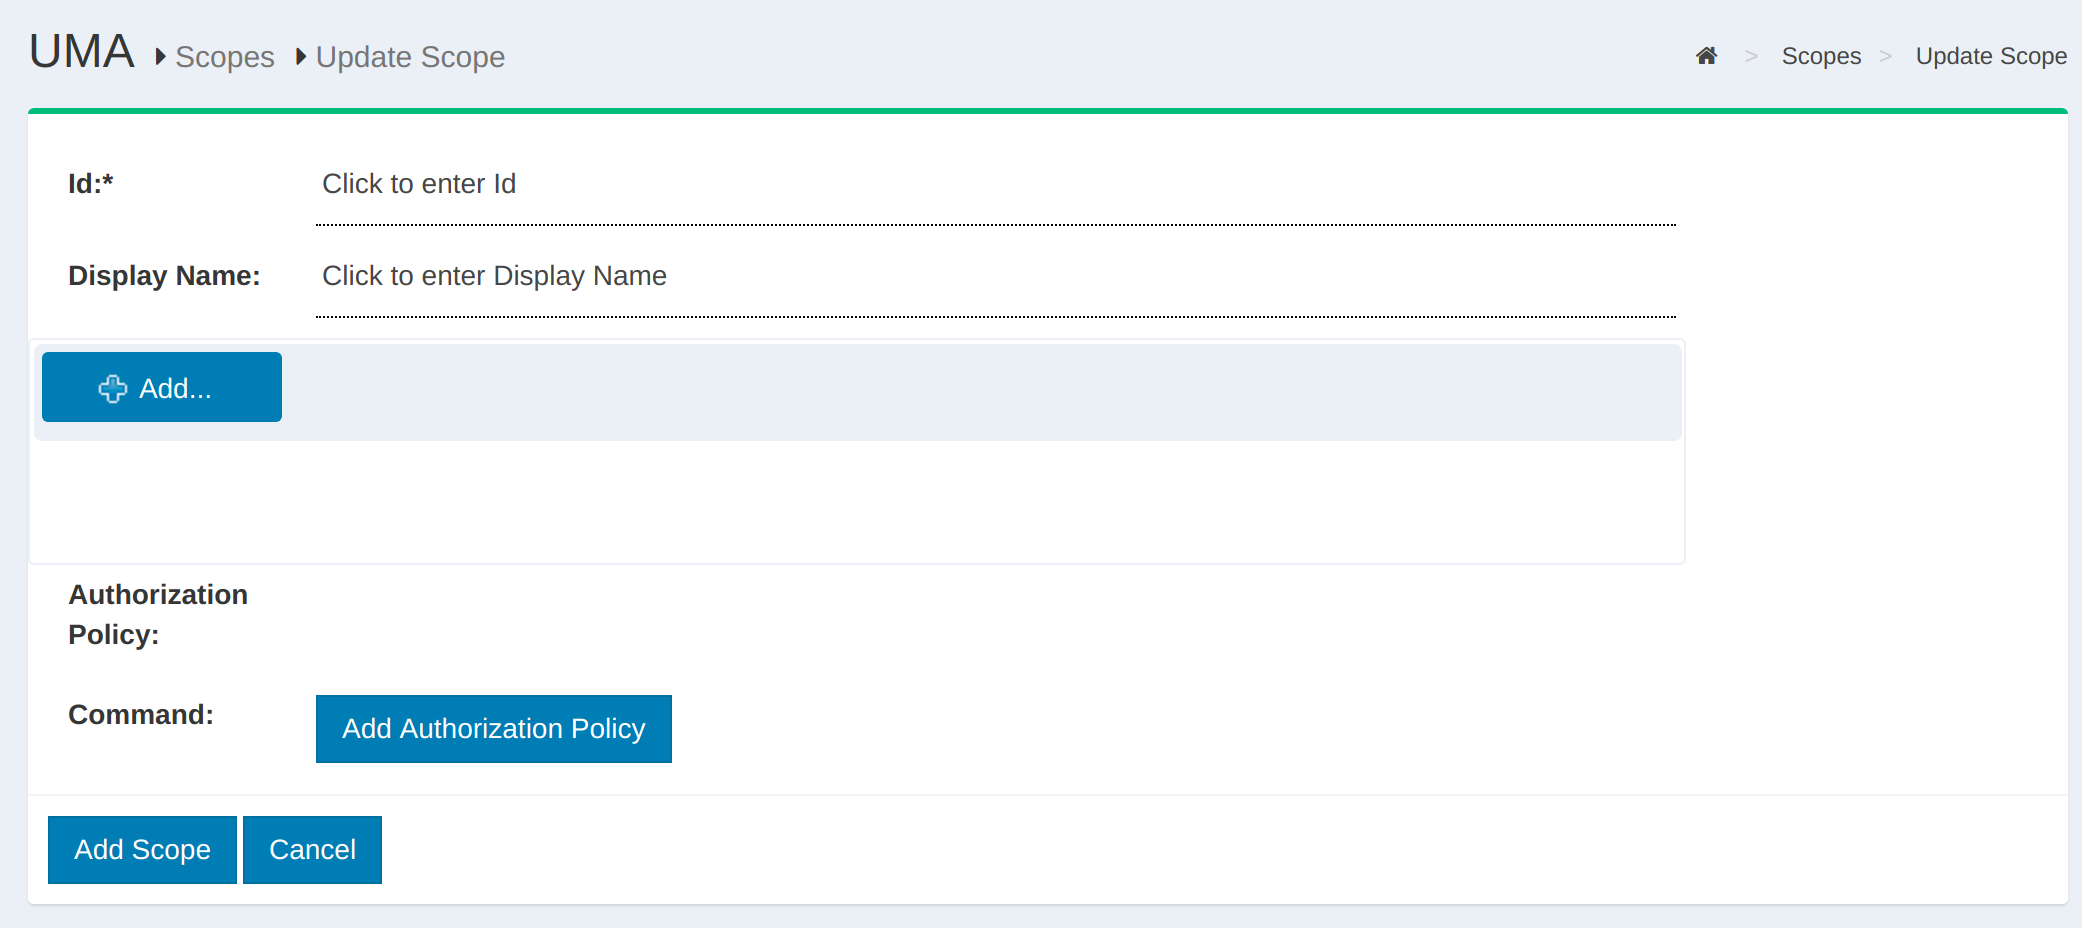 UMA Scopes Update Scope
> Scopes > Update Scope
Id:* Click to enter Id
Display Name: Click to enter Display Name
Add...
Authorization
Policy:
Command: Add Authorization Policy
Add Scope Cancel